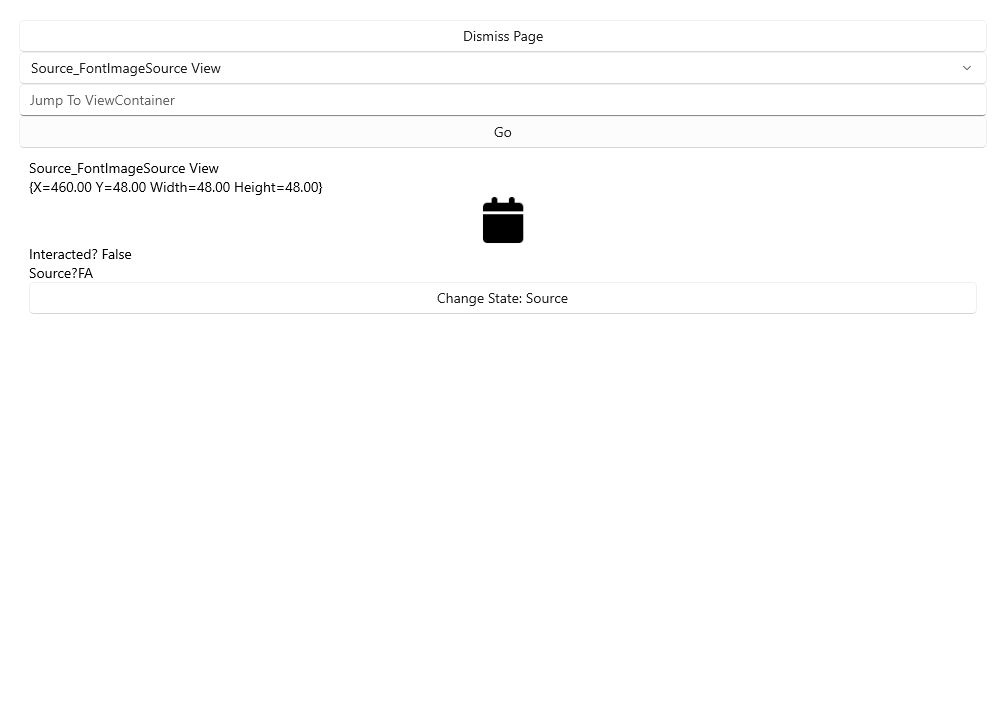 Dismiss Page
Source_FontImageSource View
Jump To ViewContainer
Go
Source_FontImageSource View
{X=460.00 Y=48.00 Width=48.00 Height=48.00}
Interacted? False
Source?FA
Change State: Source